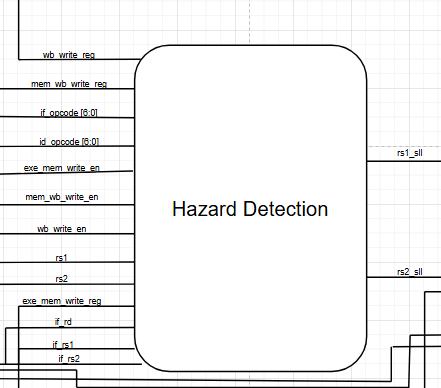 wb_write_reg
mem_wb_write_reg
if_opcode [6:0]
id_opcode [6:0]
exe_mem_write_en
mem_wb_write_en
wb_write_en
rs1
rs2
exe_mem_write_reg
if_rd
if_rs1
if_rs2
Hazard Detection
rs1_sll
rs2_sll